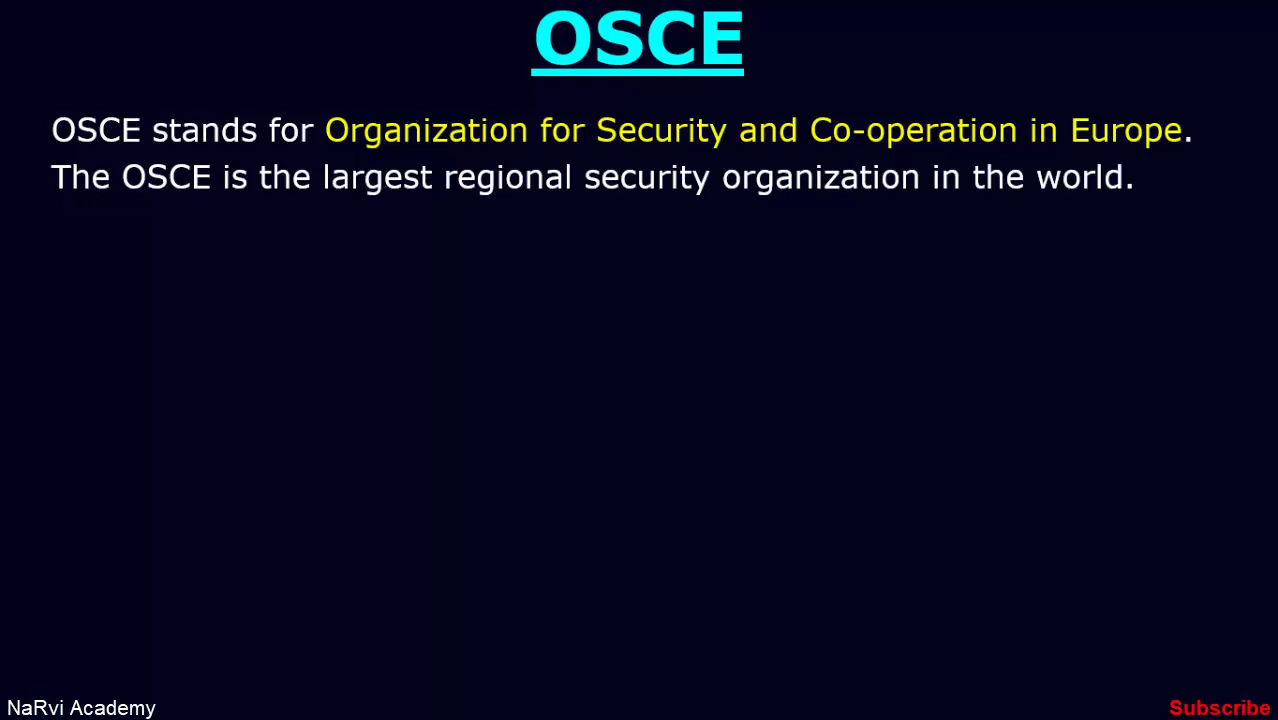 OSCE
OSCE stands for Organization for Security and Co-operation in Europe.
The OSCE is the largest regional security organization in the world.
NaRvi Academy
Subscribe